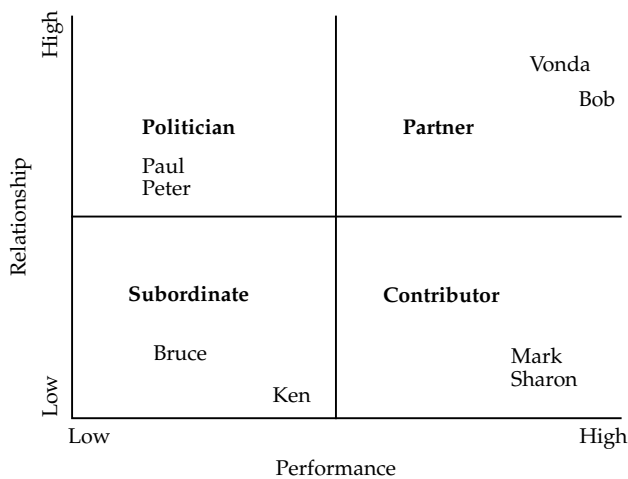 High
Vonda
Bob
Politician
Partner
Paul
Peter
Relationship
Subordinate
Contributor
Bruce
Mark
Sharon
Ken
Low
Low
High
Performance